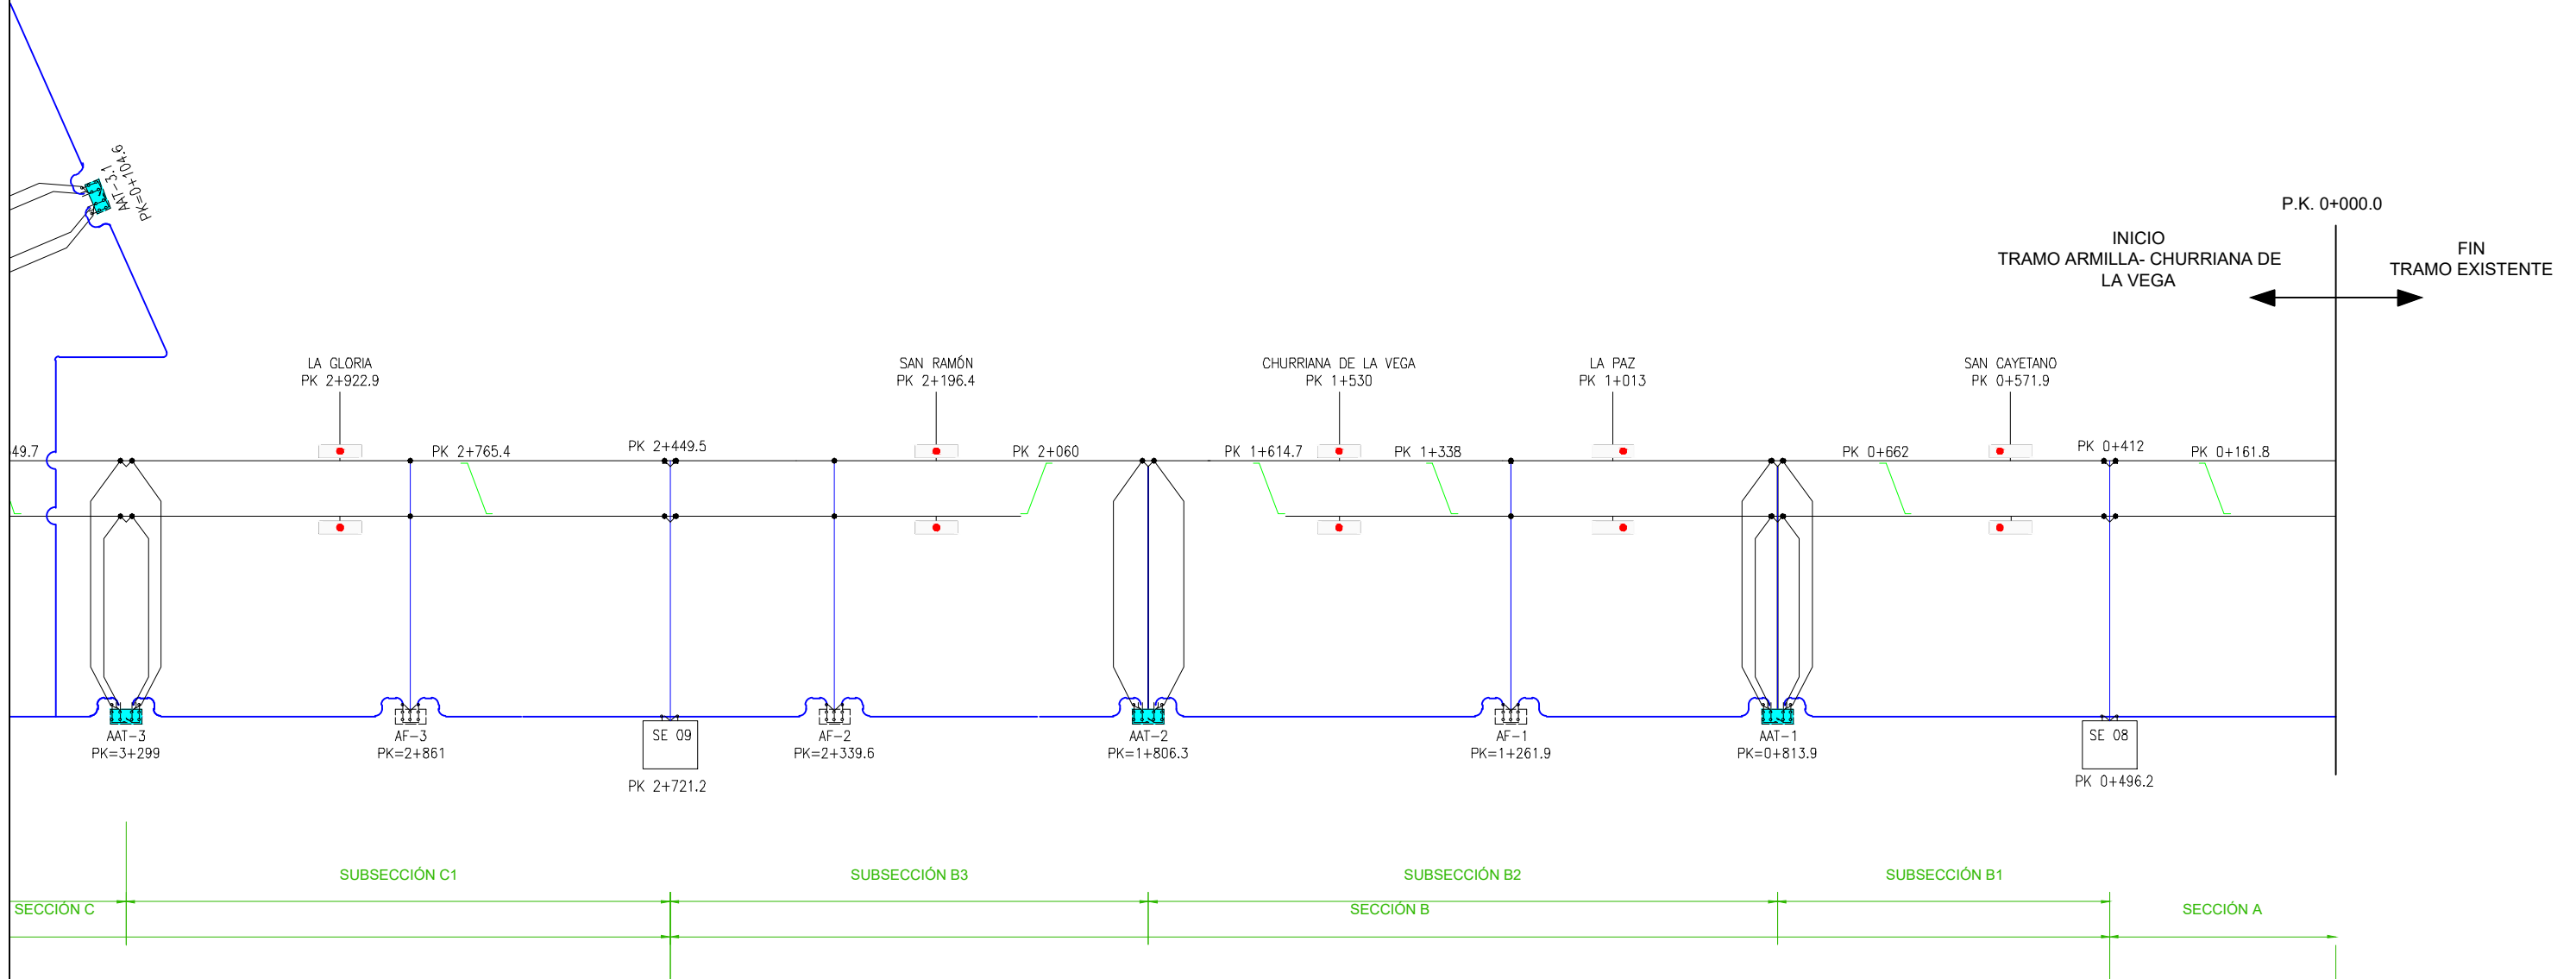 P.K. 0+000.0
INICIO
TRAMO ARMILLA- CHURRIANA DE
LA VEGA
FIN
TRAMO EXISTENTE
AAT-3.1
PK=0+104.6
LA GLORIA
PK 2+922.9
SAN RAMÓN
PK 2+196.4
CHURRIANA DE LA VEGA
PK 1+530
LA PAZ
PK 1+013
SAN CAYETANO
PK 0+571.9
49.7
PK 2+765.4
PK 2+449.5
PK 2+060
PK 1+614.7
PK 1+338
PK 0+662
PK 0+412
PK 0+161.8
AAT-3
PK=3+299
AF-3
PK=2+861
SE 09
PK 2+721.2
AF-2
PK=2+339.6
AAT-2
PK=1+806.3
AF-1
PK=1+261.9
AAT-1
PK=0+813.9
SE 08
PK 0+496.2
SUBSECCIÓN C1
SUBSECCIÓN B3
SUBSECCIÓN B2
SUBSECCIÓN B1
SECCIÓN C
SECCIÓN B
SECCIÓN A